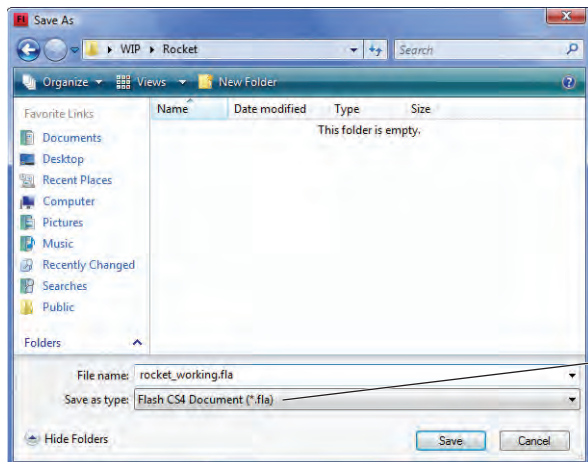 Fl Save As
WIP Rocket Search
Organize Views New Folder ?
Favorite Links
Name Date modified Type Size
This folder is empty.
Documents
Desktop
Recent Places
Computer
Pictures
Music
Recently Changed
Searches
Public
Folders
File name: rocket_working.fla
Save as type: Flash CS4 Document (*.fla)
Hide Folders Save Cancel